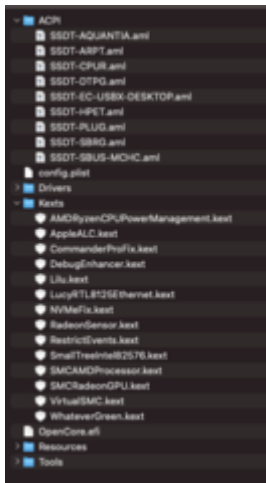 ACPI
SSDT-AQUANTIA.aml
SSDT-ARPT.aml
SSDT-CPUR.aml
SSDT-DTPG.aml
SSDT-EC-USBX-DESKTOP.aml
SSDT-HPET.aml
SSDT-PLUG.aml
SSDT-SBRG.aml
SSDT-SBUS-MCHC.aml
config.plist
Drivers
Kexts
AMDRyzenCPUPowerManagement.kext
AppleALC.kext
CommanderProFix.kext
DebugEnhancer.kext
Lilu.kext
LucyRTL8125Ethernet.kext
NVMeFix.kext
RadeonSensor.kext
RestrictEvents.kext
SmallTreeIntel82576.kext
SMCAMDProcessor.kext
SMCRadeonGPU.kext
VirtualSMC.kext
WhateverGreen.kext
OpenCore.efi
Resources
Tools